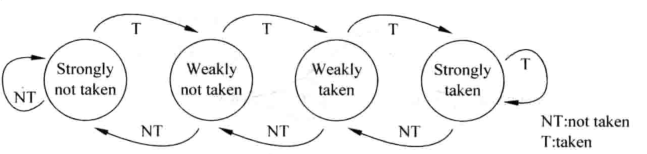 T
T
T
Strongly
not taken
Weakly
not taken
Weakly
taken
Strongly
taken
T
NT
NT
NT
NT
NT:not taken
T:taken